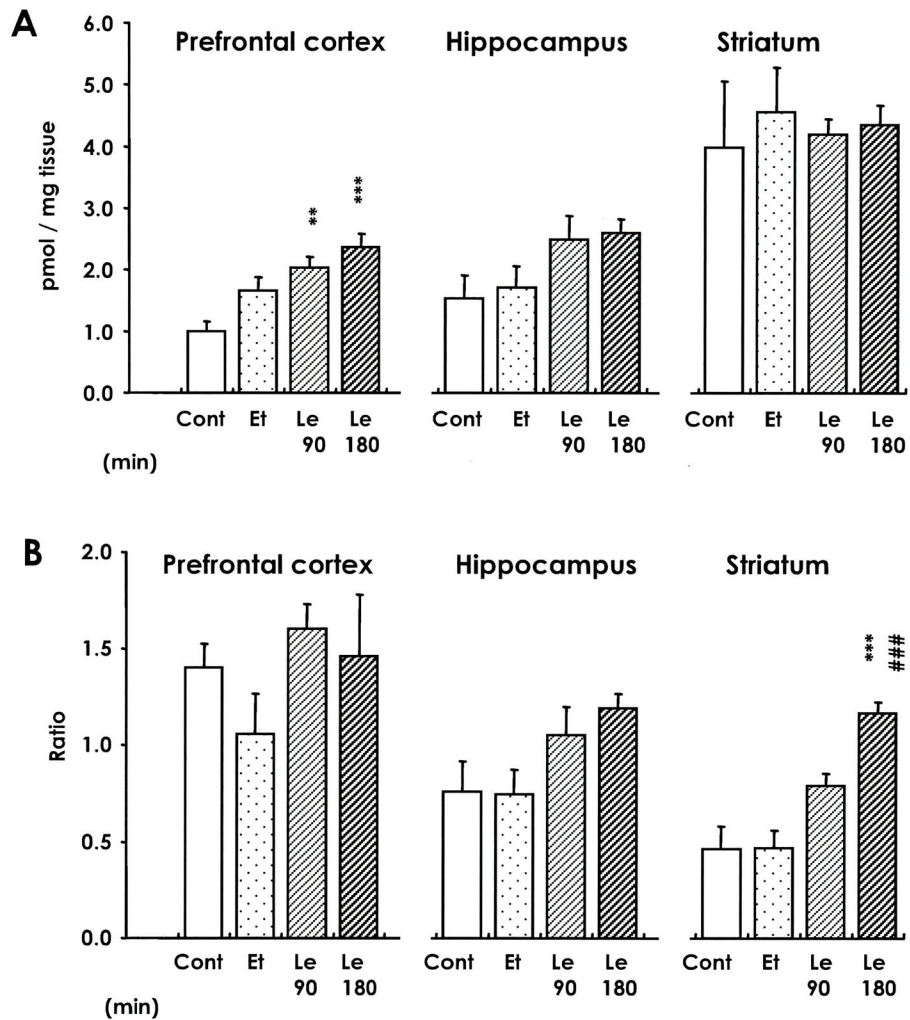 A
6.0
5.0
4.0
3.0
2.0
1.0
0.0
pmol / mg tissue
Prefrontal cortex
Hippocampus
Striatum
**
***
Cont Et Le Le Cont Et Le Le Cont Et Le Le
90 180 90 180 90 180
(min)
B
2.0
1.5
1.0
0.5
0.0
Ratio
Prefrontal cortex
Hippocampus
Striatum
***
###
Cont Et Le Le Cont Et Le Le Cont Et Le Le
90 180 90 180 90 180
(min)